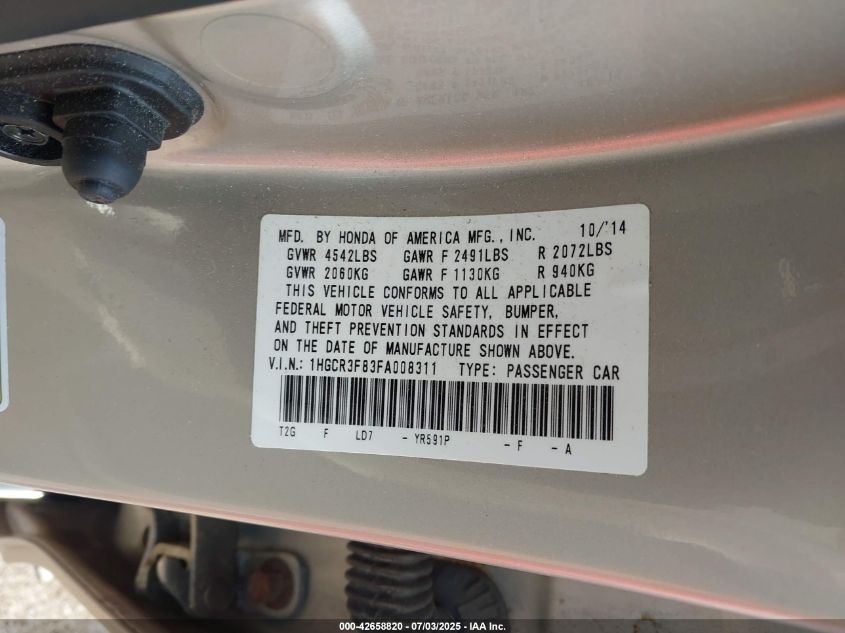 MFD. BY HONDA OF AMERICA MFG., INC. 10/'14
GVWR 4542LBS GAWR F 2491LBS R 2072LBS
GVWR 2060KG GAWR F 1130KG R 940KG
THIS VEHICLE CONFORMS TO ALL APPLICABLE
FEDERAL MOTOR VEHICLE SAFETY, BUMPER,
AND THEFT PREVENTION STANDARDS IN EFFECT
ON THE DATE OF MANUFACTURE SHOWN ABOVE.
V.I.N.: 1HGCR3F83FA008311 TYPE: PASSENGER CAR
T2G F LD7 - YR591P - F - A
000-42658820 - 07/03/2025 - IAA Inc.